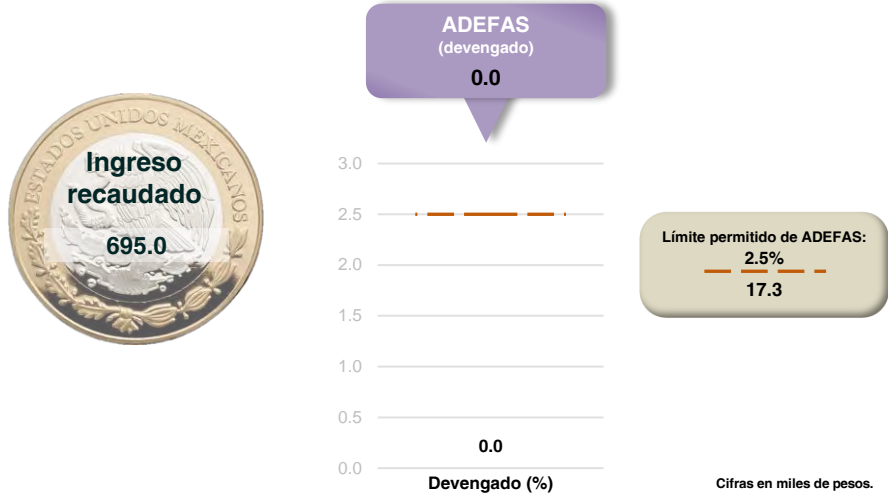 ADEFAS
(devengado)
0.0
ESTADOS UNIDOS MEXICANOS
Ingreso
recaudado
695.0
3.0
2.5
2.0
1.5
1.0
0.5
0.0
0.0
Devengado (%)
Límite permitido de ADEFAS:
2.5%
17.3
Cifras en miles de pesos.